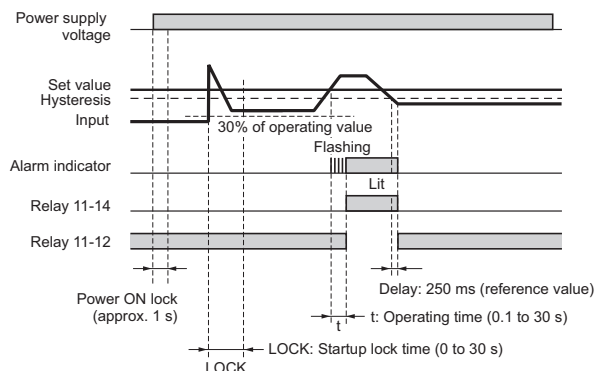 Power supply
voltage
Set value
Hysteresis
Input
30% of operating value
Flashing
Alarm indicator
Lit
Relay 11-14
Relay 11-12
Power ON lock
(approx. 1 s)
Delay: 250 ms (reference value)
t
t: Operating time (0.1 to 30 s)
LOCK: Startup lock time (0 to 30 s)
LOCK